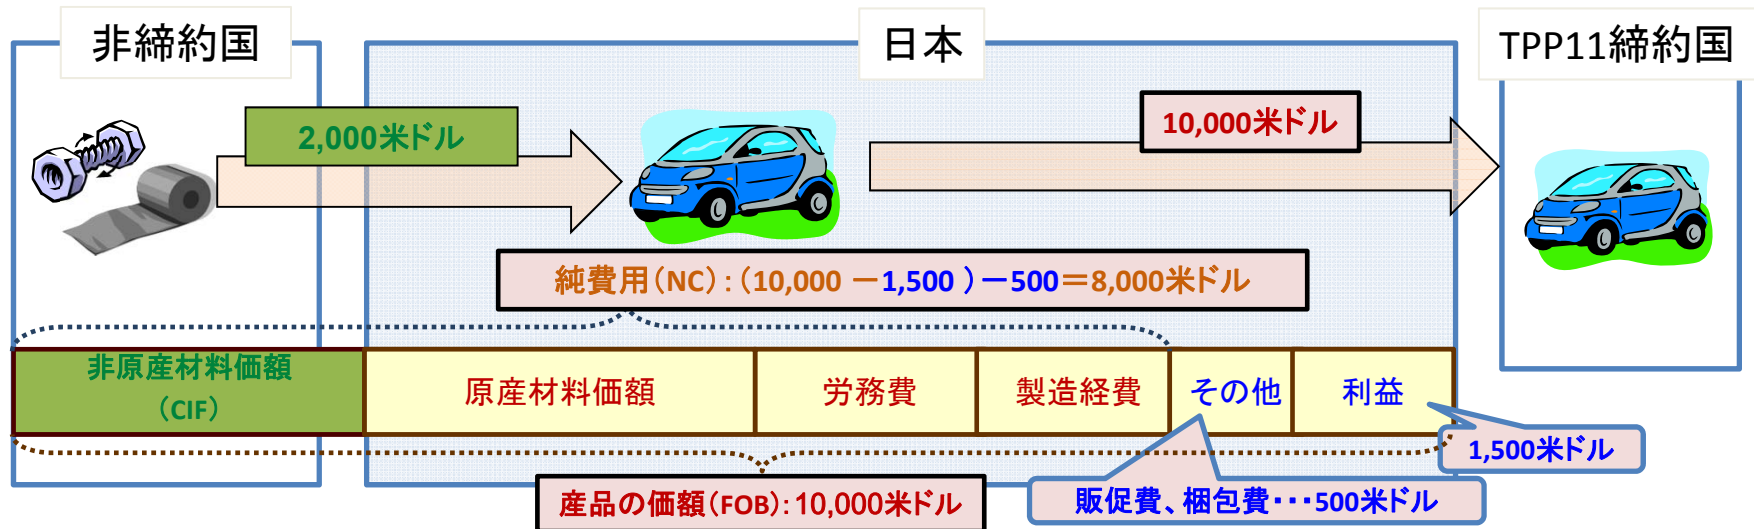 非締約国
日本
TPP11締約国
2,000米ドル
10,000米ドル
純費用(NC):(10,000 -1,500 )-500=8,000米ドル
非原産材料価額
(CIF)
原産材料価額
労務費
製造経費
その他
利益
1,500米ドル
産品の価額(FOB):10,000米ドル
販促費、梱包費・・・500米ドル